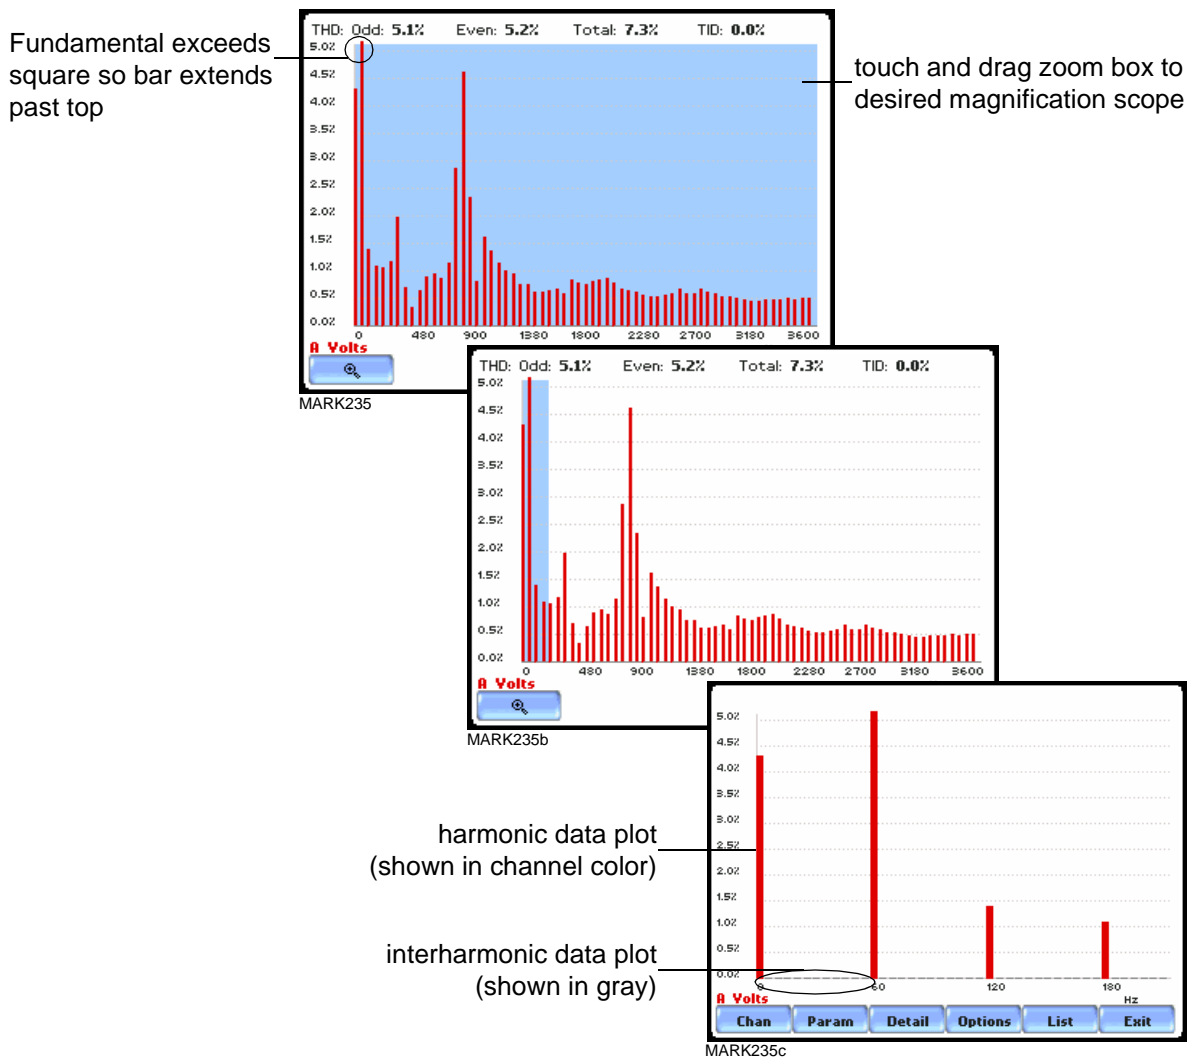 Fundamental exceeds
square so bar extends
past top
THD: Odd: 5.1% Even: 5.2% Total: 7.3% TID: 0.0%
5.0%
4.5%
4.0%
3.5%
3.0%
2.5%
2.0%
1.5%
1.0%
0.5%
0.0%
0 480 900 1380 1800 2280 2700 3180 3600
A Volts
MARK235
touch and drag zoom box to
desired magnification scope
THD: Odd: 5.1% Even: 5.2% Total: 7.3% TID: 0.0%
5.0%
4.5%
4.0%
3.5%
3.0%
2.5%
2.0%
1.5%
1.0%
0.5%
0.0%
0 480 900 1380 1800 2280 2700 3180 3600
A Volts
MARK235b
harmonic data plot
(shown in channel color)
interharmonic data plot
(shown in gray)
5.0%
4.5%
4.0%
3.5%
3.0%
2.5%
2.0%
1.5%
1.0%
0.5%
0.0%
0 60 120 180
Hz
A Volts
Chan Param Detail Options List Exit
MARK235c